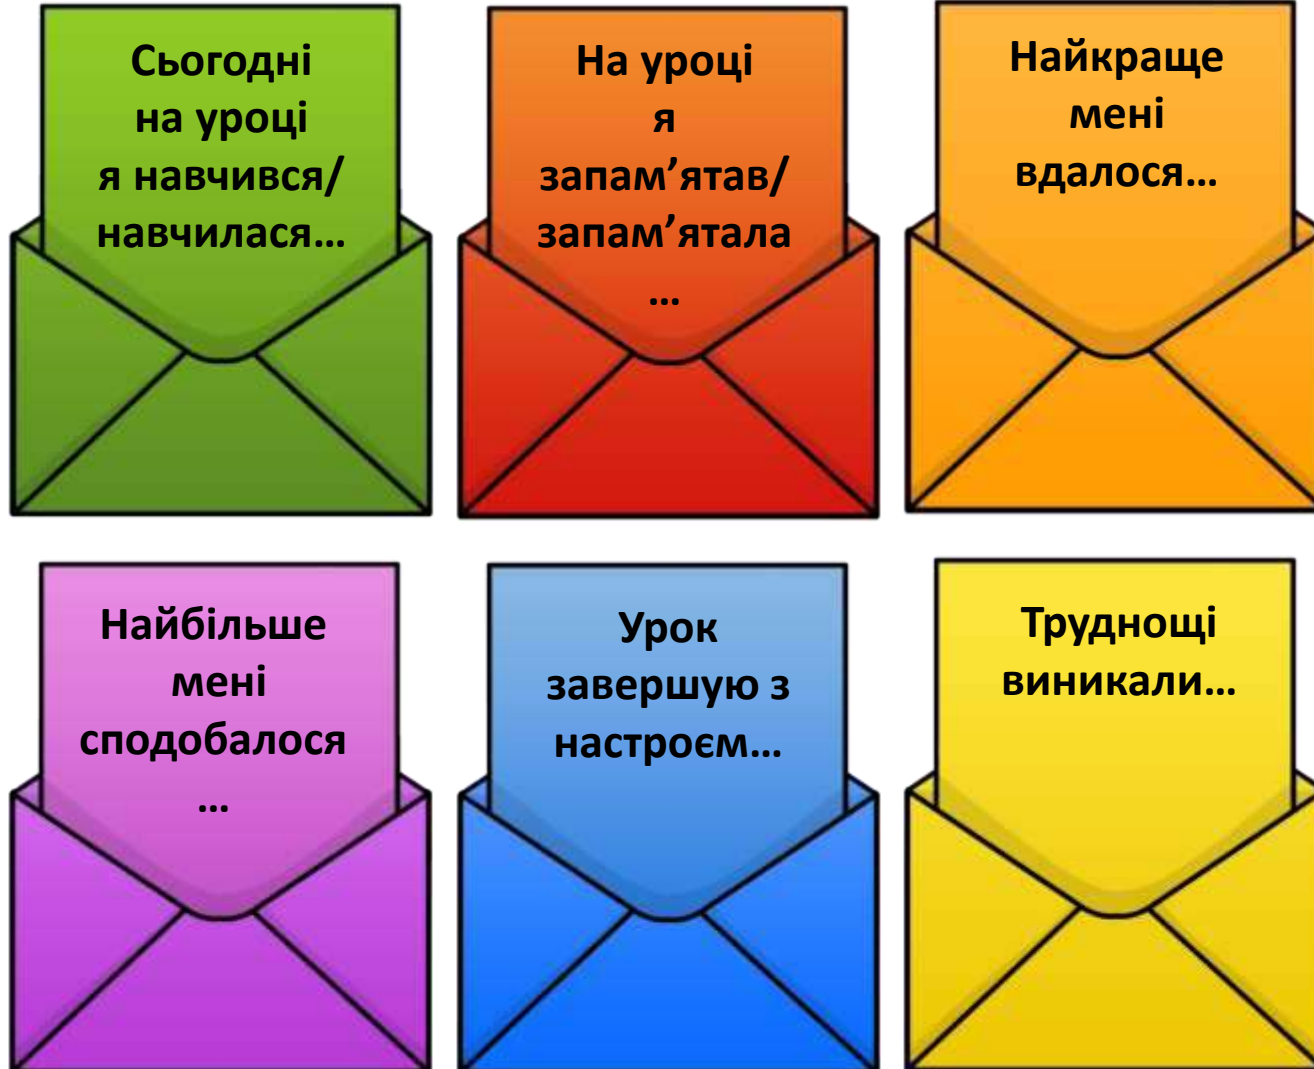 Сьогодні
на уроці
я навчився/
навчилася…
На уроці
я
запам’ятав/
запам’ятала
…
Найкраще
мені
вдалося…
Найбільше
мені
сподобалося
…
Урок
завершую з
настроєм…
Труднощі
виникали…